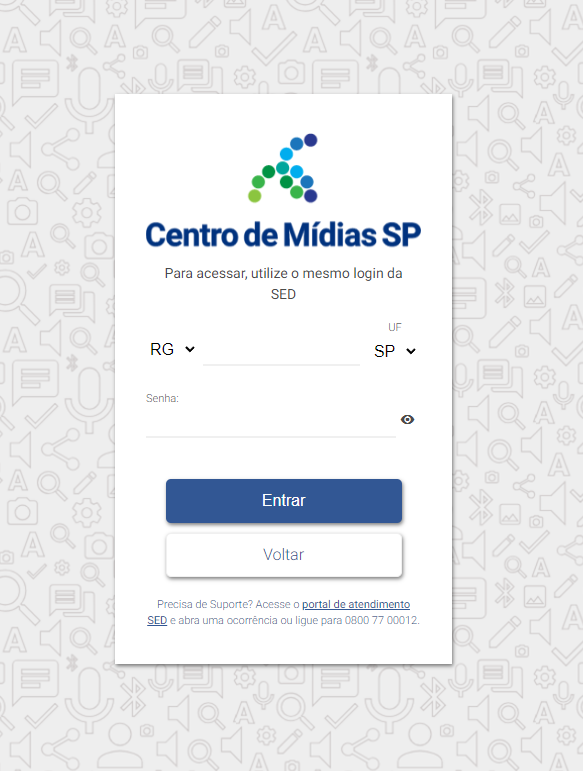 Centro de Mídias SP
Para acessar, utilize o mesmo login da
SED
UF
RG
SP
Senha:
Entrar
Voltar
Precisa de Suporte? Acesse o portal de atendimento
SED e abra uma ocorrência ou ligue para 0800 77 00012.